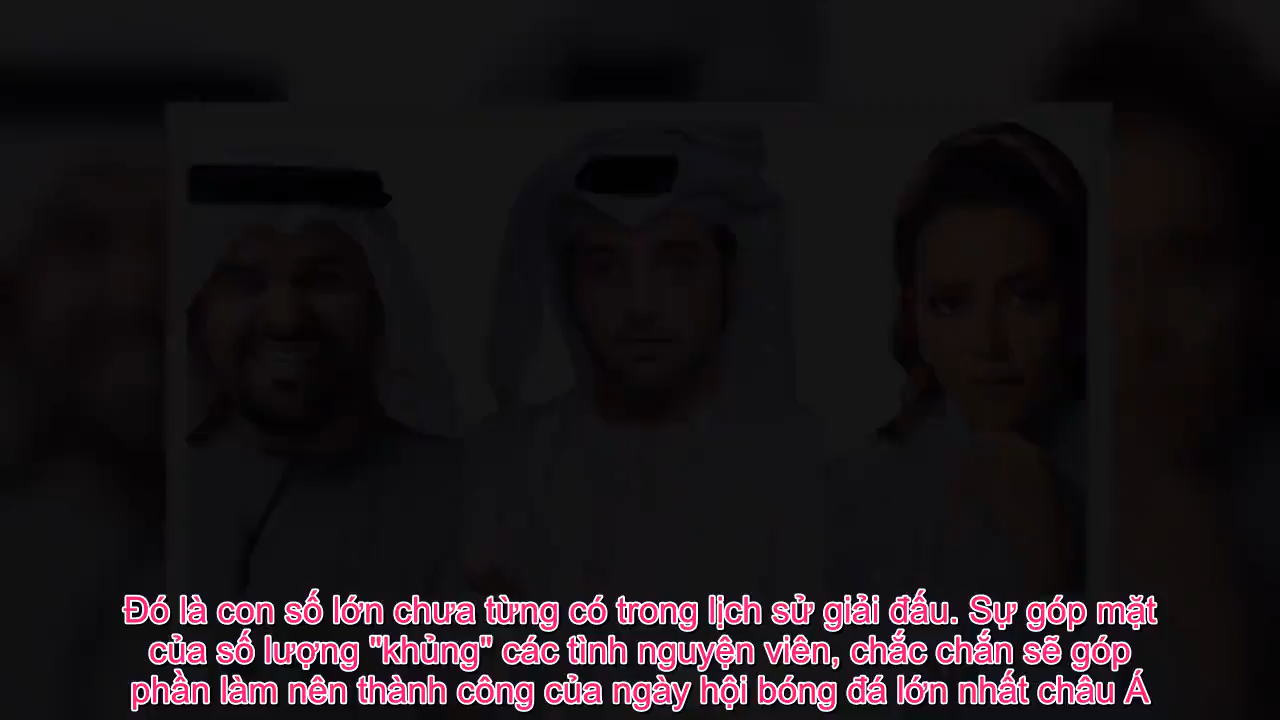 Đó là con số lớn chưa từng có trong lịch sử giải đấu. Sự góp mặt
của số lượng "khủng" các tình nguyện viên, chắc chắn sẽ góp
phần làm nên thành công của ngày hội bóng đá lớn nhất châu Á